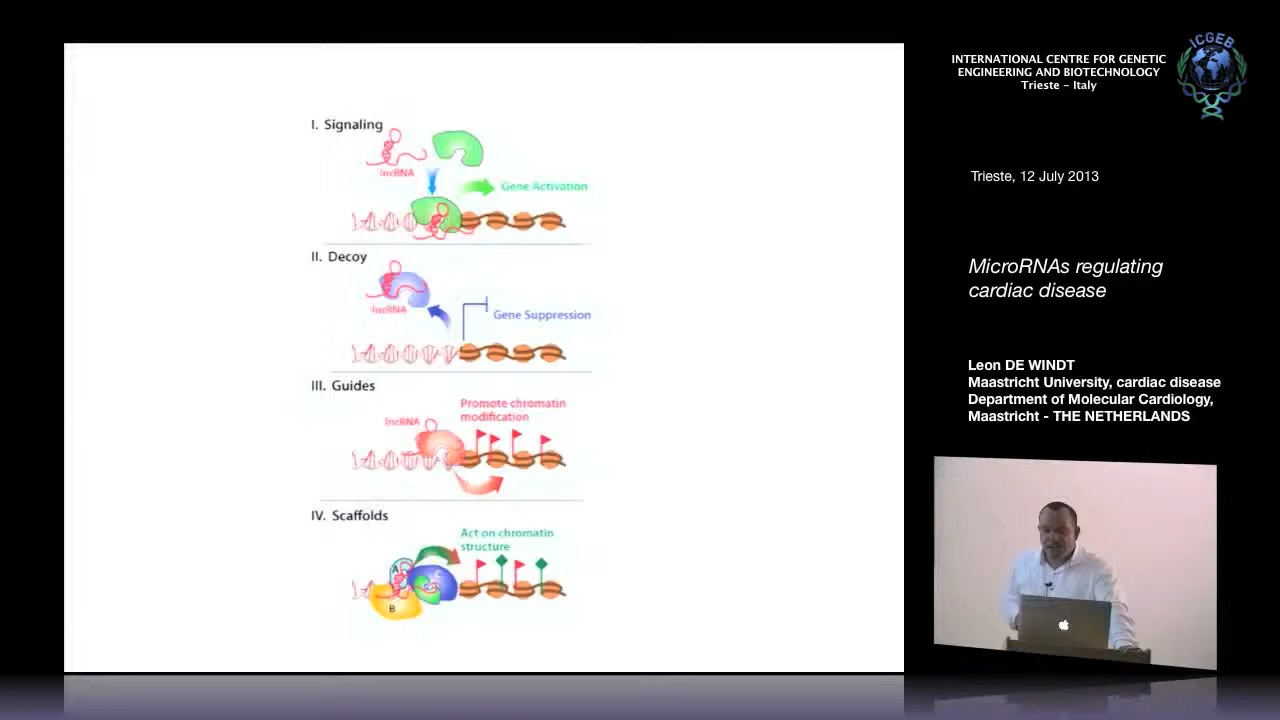 I. Signaling
lncRNA
Gene Activation
II. Decoy
lncRNA
Gene Suppression
III. Guides
Promote chromatin
modification
lncRNA
IV. Scaffolds
Act on chromatin
structure
A
B
INTERNATIONAL CENTRE FOR GENETIC
ENGINEERING AND BIOTECHNOLOGY
Trieste - Italy
ICGEB
Trieste, 12 July 2013
MicroRNAs regulating
cardiac disease
Leon DE WINDT
Maastricht University, cardiac disease
Department of Molecular Cardiology,
Maastricht - THE NETHERLANDS